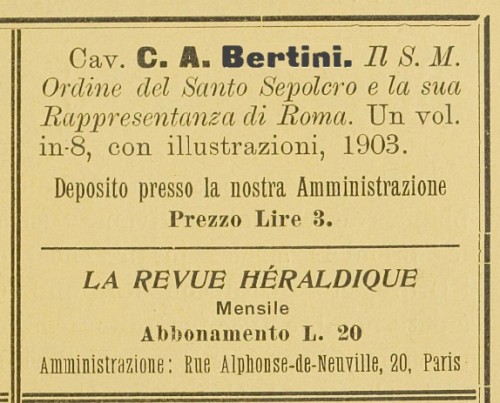 Cav. C. A. Bertini. Il S. M.
Ordine del Santo Sepolcro e la sua
Rappresentanza di Roma. Un vol.
in-8, con illustrazioni, 1903.
Deposito presso la nostra Amministrazione
Prezzo Lire 3.
LA REVUE HÉRALDIQUE
Mensile
Abbonamento L. 20
Amministrazione: Rue Alphonse-de-Neuville, 20, Paris